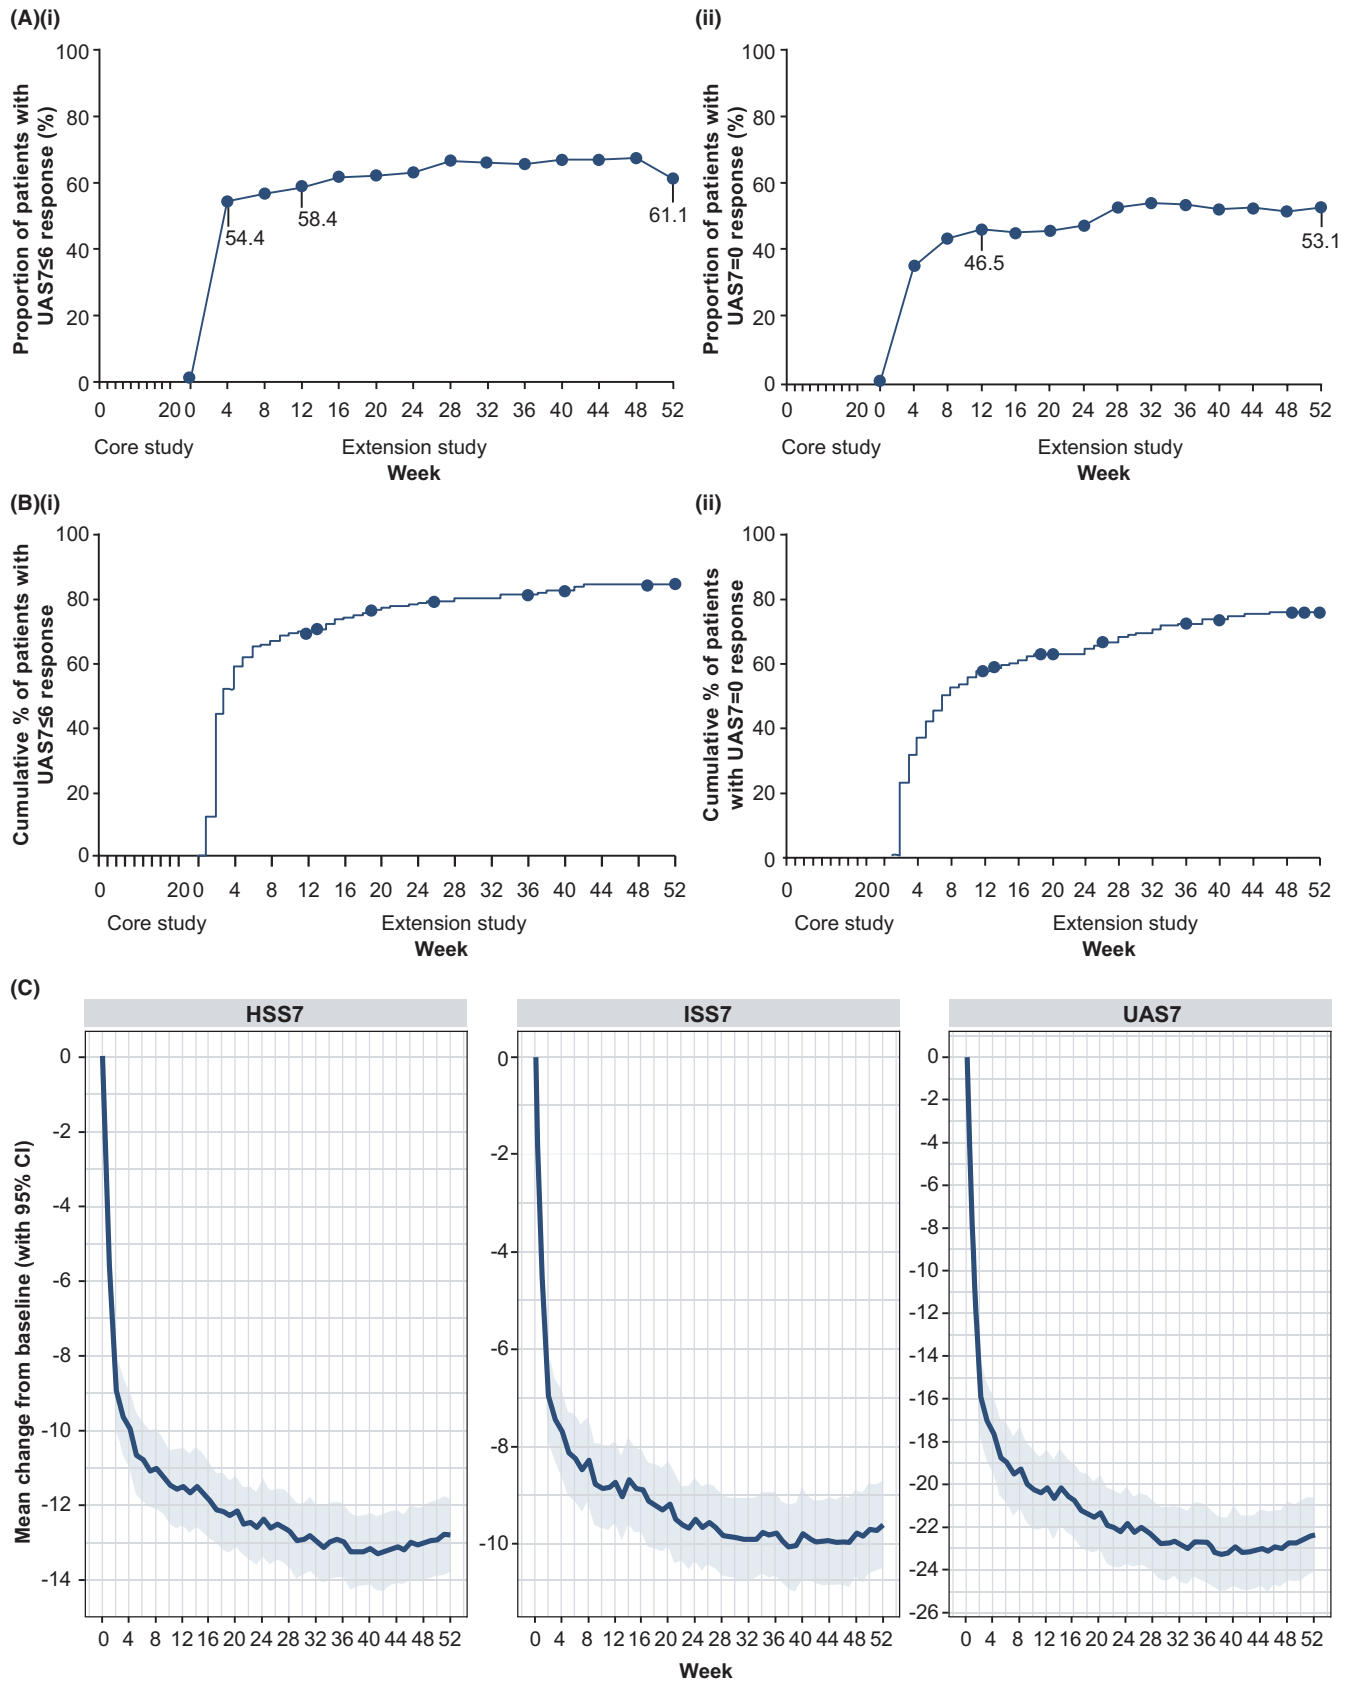 (A)(i)
Proportion of patients with
UAS7≤6 response (%)
100
80
60
40
20
0
54.4
58.4
61.1
0 20 0 4 8 12 16 20 24 28 32 36 40 44 48 52
Core study Extension study
Week
(ii)
Proportion of patients with
UAS7=0 response (%)
100
80
60
40
20
0
46.5
53.1
0 20 0 4 8 12 16 20 24 28 32 36 40 44 48 52
Core study Extension study
Week
(B)(i)
Cumulative % of patients with
UAS7≤6 response
100
80
60
40
20
0
0 20 0 4 8 12 16 20 24 28 32 36 40 44 48 52
Core study Extension study
Week
(ii)
Cumulative % of patients
with UAS7=0 response
100
80
60
40
20
0
0 20 0 4 8 12 16 20 24 28 32 36 40 44 48 52
Core study Extension study
Week
(C)
Mean change from baseline (with 95% CI)
HSS7
0
-2
-4
-6
-8
-10
-12
-14
0 4 8 12 16 20 24 28 32 36 40 44 48 52
ISS7
0
-2
-4
-6
-8
-10
0 4 8 12 16 20 24 28 32 36 40 44 48 52
UAS7
0
-2
-4
-6
-8
-10
-12
-14
-16
-18
-20
-22
-24
-26
0 4 8 12 16 20 24 28 32 36 40 44 48 52
Week